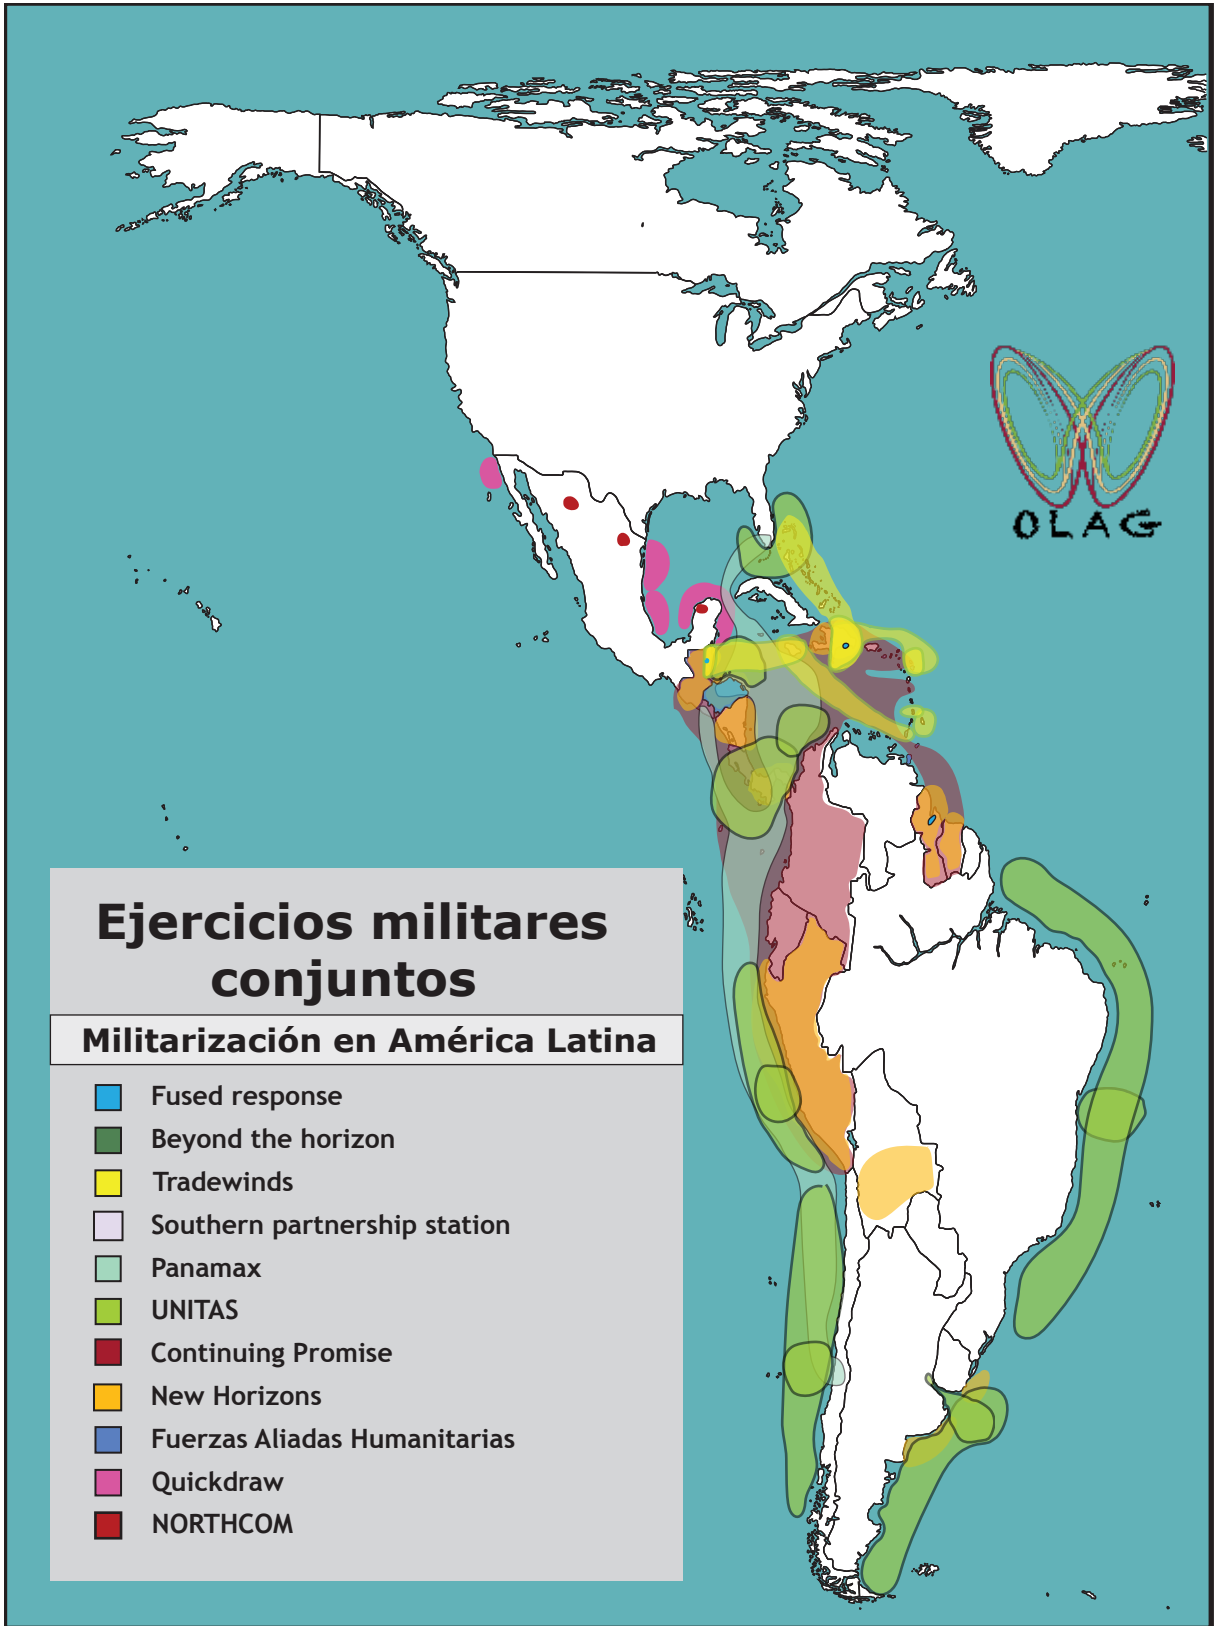 OLAG
Ejercicios militares
conjuntos
Militarización en América Latina
Fused response
Beyond the horizon
Tradewinds
Southern partnership station
Panamax
UNITAS
Continuing Promise
New Horizons
Fuerzas Aliadas Humanitarias
Quickdraw
NORTHCOM